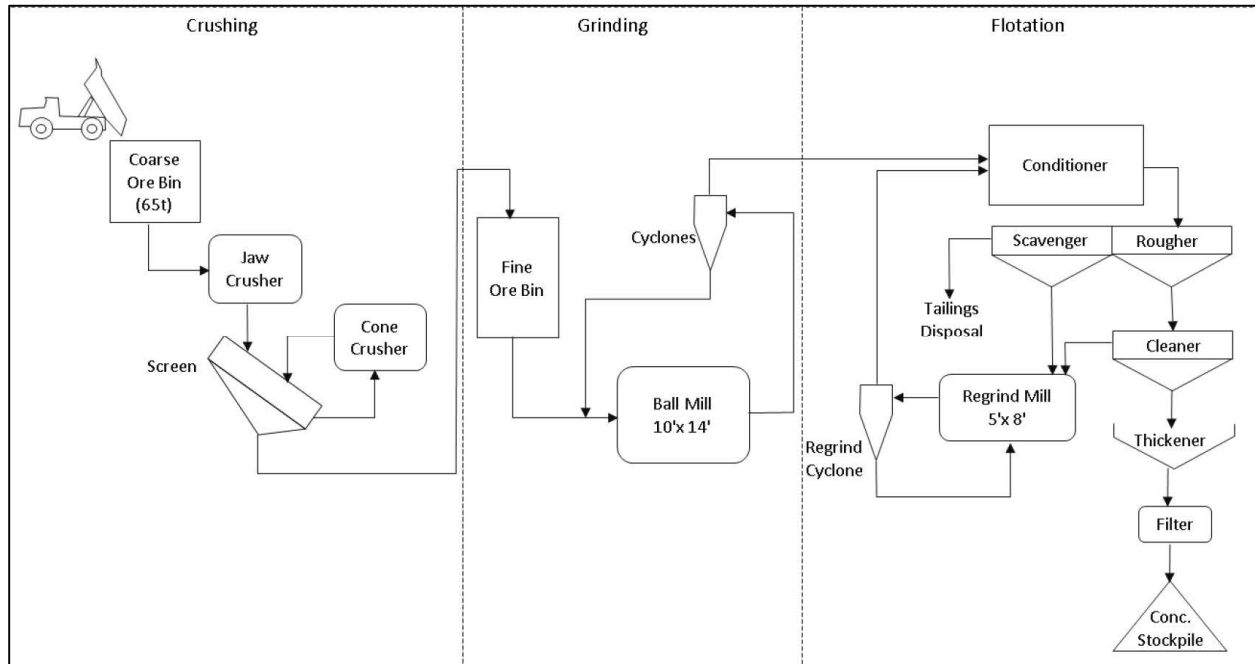 Crushing
Grinding
Flotation
Coarse
Ore Bin
(65t)
Jaw
Crusher
Cone
Crusher
Screen
Fine
Ore Bin
Cyclones
Ball Mill
10'x 14'
Conditioner
Scavenger
Rougher
Tailings
Disposal
Cleaner
Regrind Mill
5'x 8'
Regrind
Cyclone
Thickener
Filter
Conc.
Stockpile